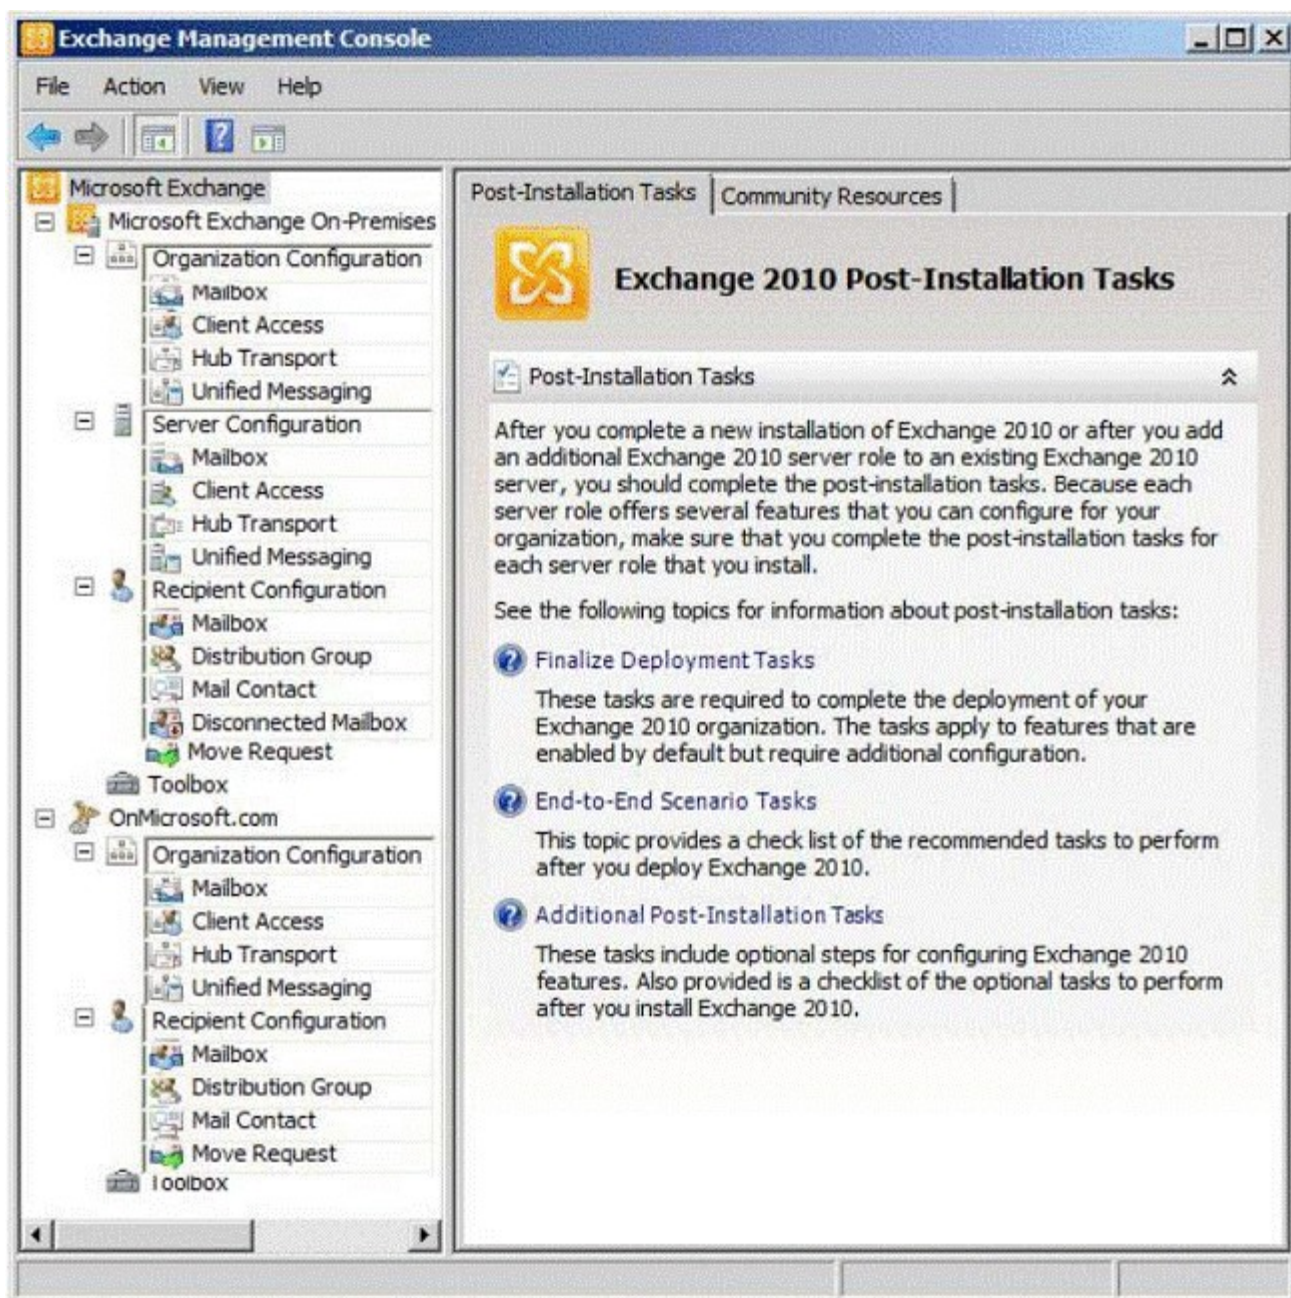 Exchange Management Console
File Action View Help
Microsoft Exchange
Microsoft Exchange On-Premises
Organization Configuration
Mailbox
Client Access
Hub Transport
Unified Messaging
Server Configuration
Mailbox
Client Access
Hub Transport
Unified Messaging
Recipient Configuration
Mailbox
Distribution Group
Mail Contact
Disconnected Mailbox
Move Request
Toolbox
OnMicrosoft.com
Organization Configuration
Mailbox
Client Access
Hub Transport
Unified Messaging
Recipient Configuration
Mailbox
Distribution Group
Mail Contact
Move Request
Toolbox
Post-Installation Tasks
Community Resources
Exchange 2010 Post-Installation Tasks
Post-Installation Tasks
After you complete a new installation of Exchange 2010 or after you add
an additional Exchange 2010 server role to an existing Exchange 2010
server, you should complete the post-installation tasks. Because each
server role offers several features that you can configure for your
organization, make sure that you complete the post-installation tasks for
each server role that you install.
See the following topics for information about post-installation tasks:
Finalize Deployment Tasks
These tasks are required to complete the deployment of your
Exchange 2010 organization. The tasks apply to features that are
enabled by default but require additional configuration.
End-to-End Scenario Tasks
This topic provides a check list of the recommended tasks to perform
after you deploy Exchange 2010.
Additional Post-Installation Tasks
These tasks include optional steps for configuring Exchange 2010
features. Also provided is a checklist of the optional tasks to perform
after you install Exchange 2010.